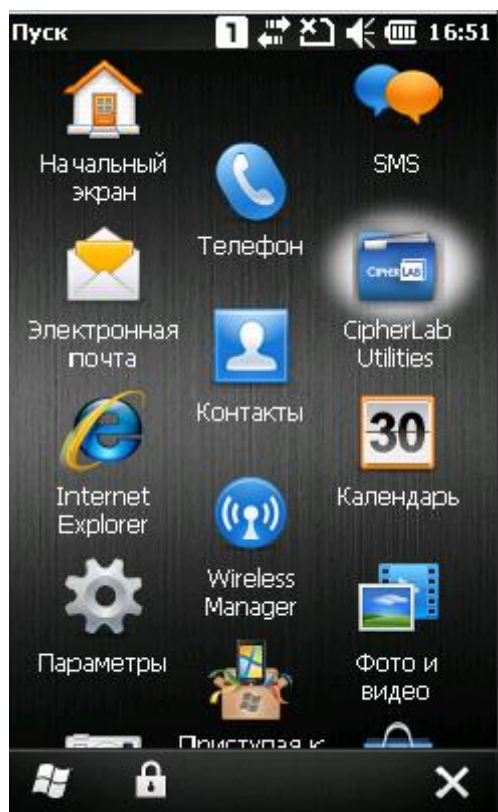 Пуск
1
16:51
Начальный
экран
SMS
Телефон
CIPHERLAB
Электронная
почта
CipherLab
Utilities
Контакты
30
Internet
Explorer
Календарь
Wireless
Manager
Параметры
Фото и
видео
Приступая к